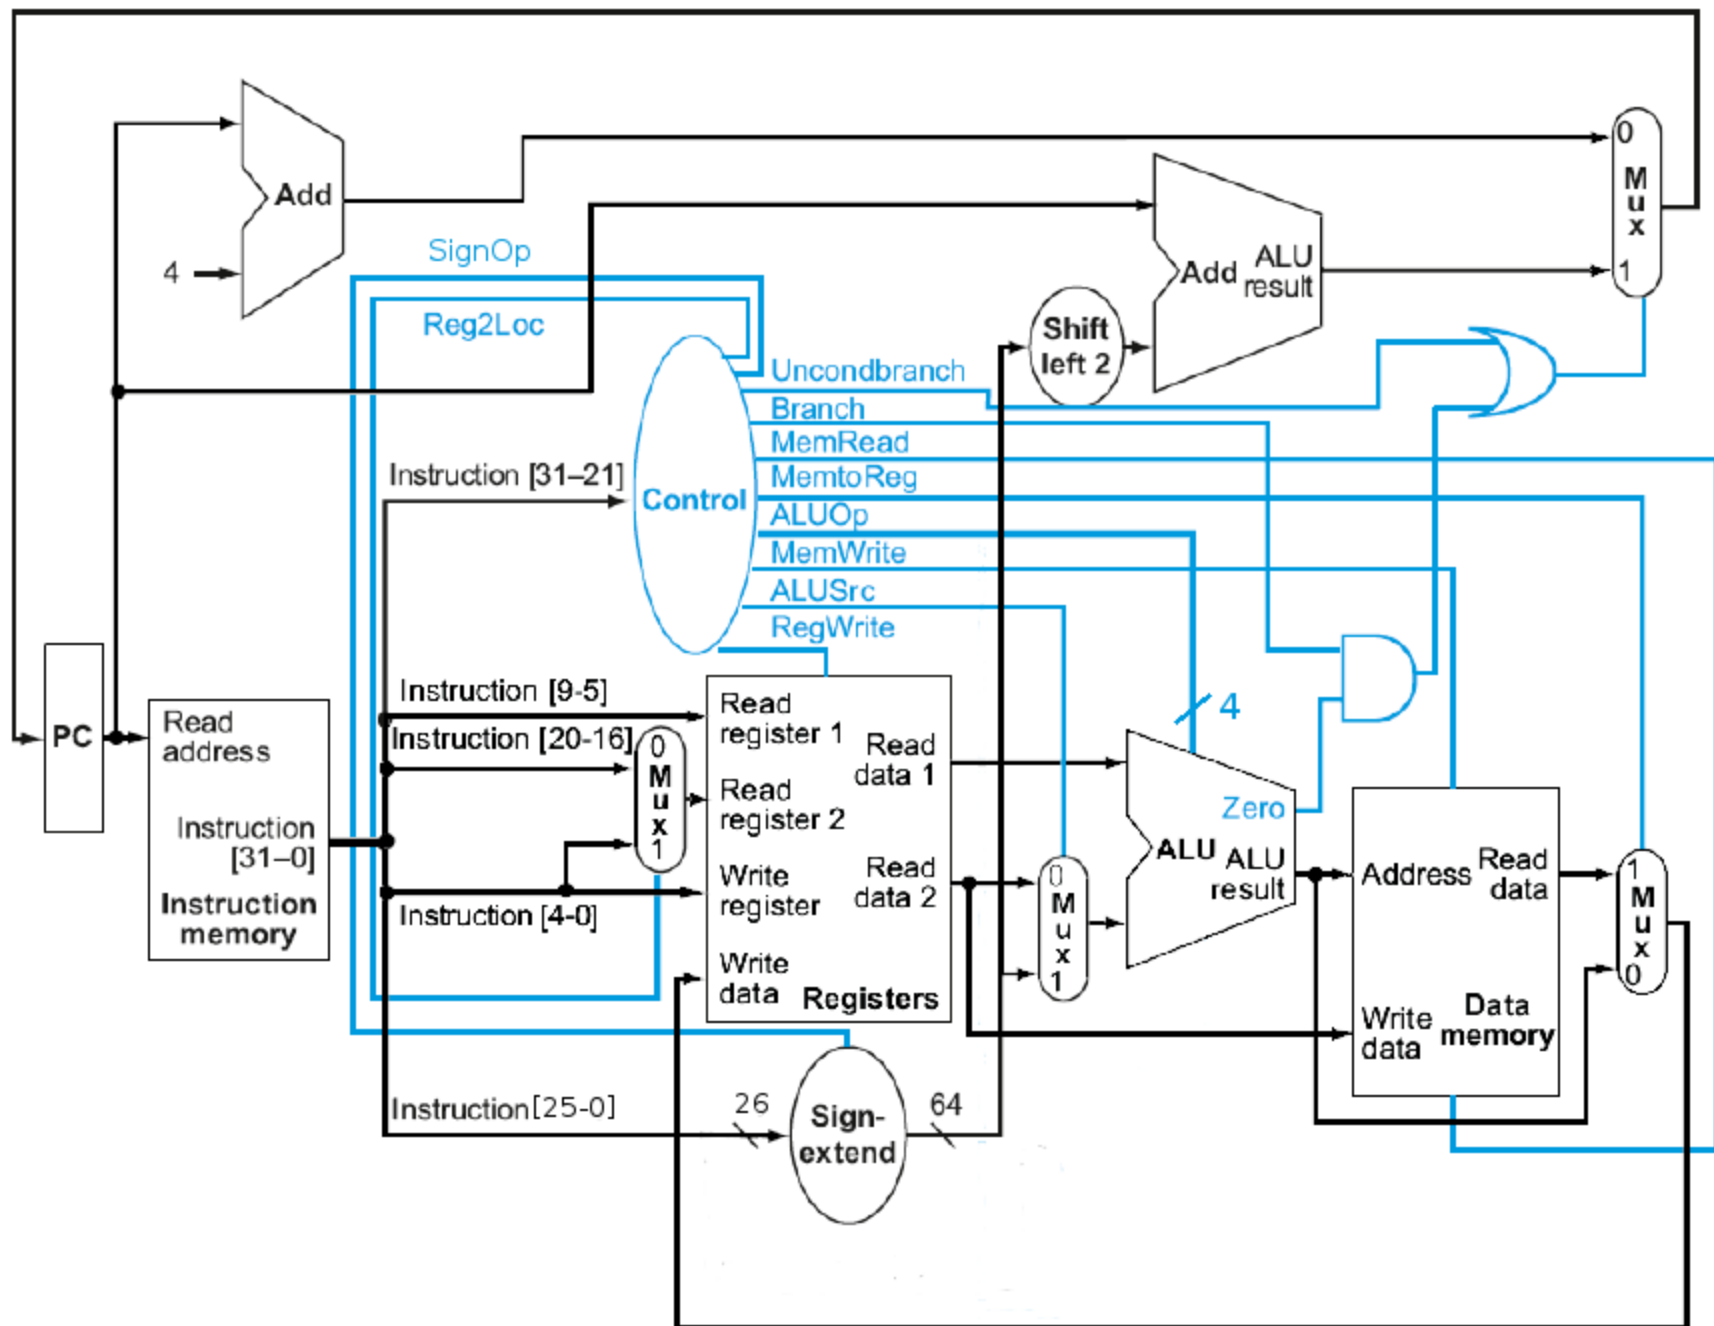 Add
4
SignOp
Reg2Loc
0
M
u
x
1
Add
ALU
result
Shift
left 2
Uncondbranch
Branch
MemRead
MemtoReg
ALUOp
MemWrite
ALUSrc
RegWrite
Instruction [31–21]
Control
PC
Read
address
Instruction
[31–0]
Instruction
memory
Instruction [9-5]
Instruction [20-16]
0
M
u
x
1
Instruction [4-0]
Read
register 1
Read
register 2
Write
register
Write
data
Read
data 1
Read
data 2
Registers
0
M
u
x
1
4
Zero
ALU
ALU
result
Address
Read
data
Write
data
Data
memory
1
M
u
x
0
Instruction[25-0]
26
Sign-
extend
64